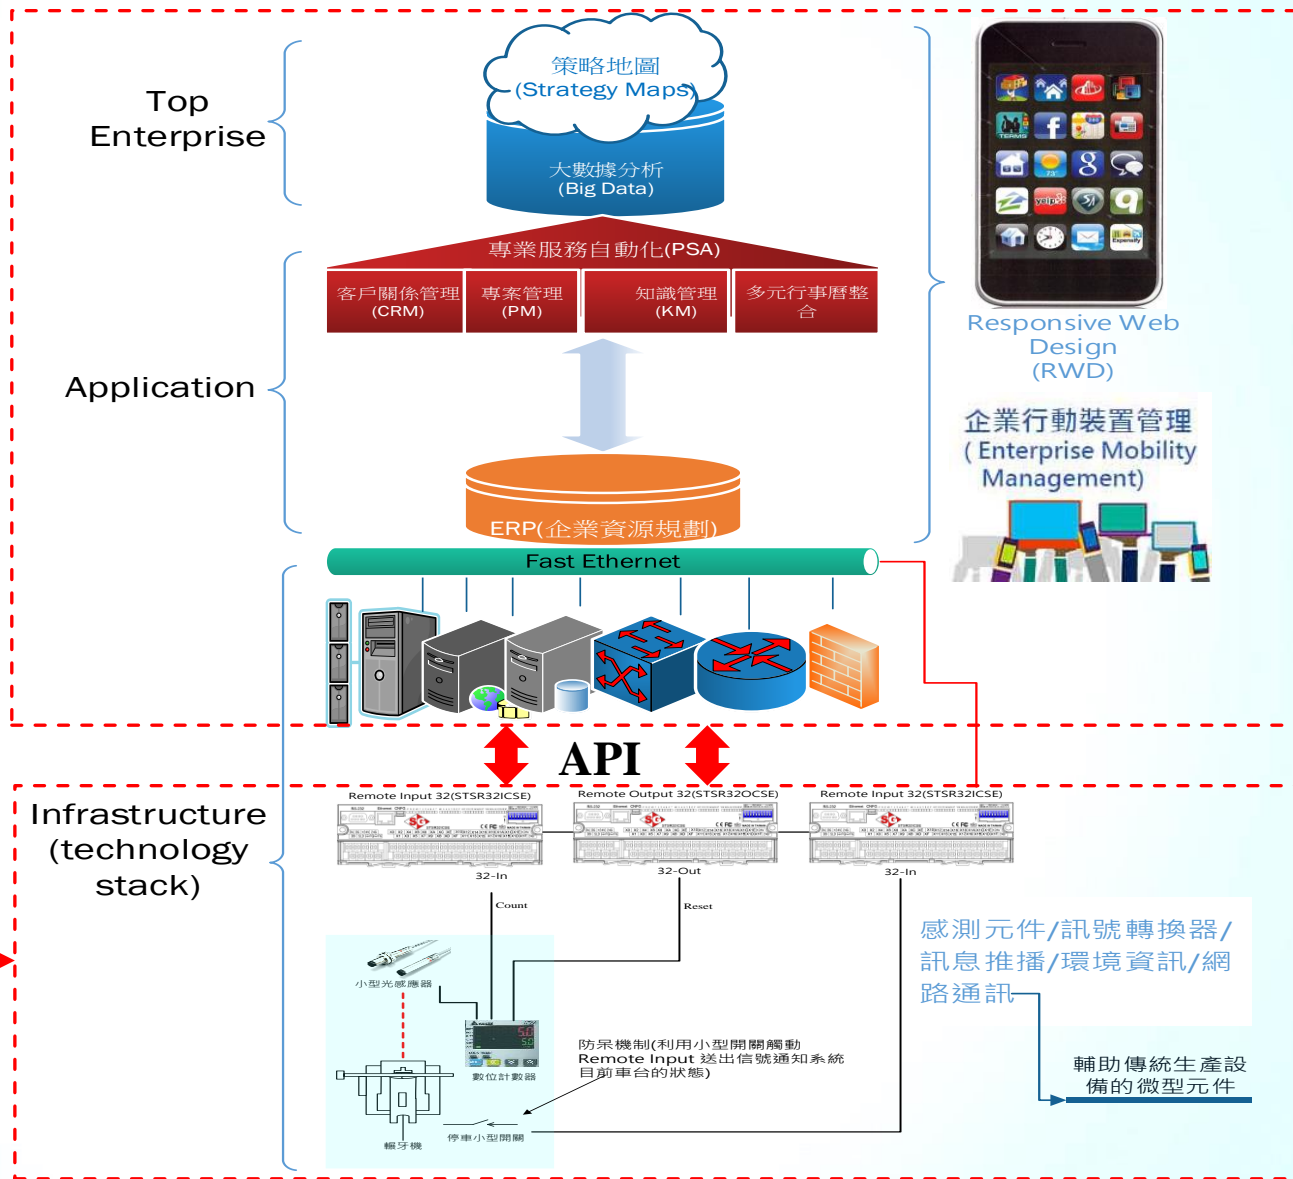 Top
Enterprise
策略地圖
(Strategy Maps)
大數據分析
(Big Data)
專業服務自動化(PSA)
客戶關係管理
(CRM)
專案管理
(PM)
知識管理
(KM)
多元行事曆整
合
Application
ERP(企業資源規劃)
Responsive Web
Design
(RWD)
企業行動裝置管理
( Enterprise Mobility
Management)
Fast Ethernet
API
Infrastructure
(technology
stack)
Remote Input 32(STSR32ICSE)
Remote Output 32(STSR32OCSE)
Remote Input 32(STSR32ICSE)
32-In
32-Out
32-In
Count
Reset
小型光感應器
數位計數器
輾牙機
停車小型開關
防呆機制(利用小型開關觸動
Remote Input 送出信號通知系統
目前車台的狀態)
感測元件/訊號轉換器/
訊息推播/環境資訊/網
路通訊
輔助傳統生產設
備的微型元件